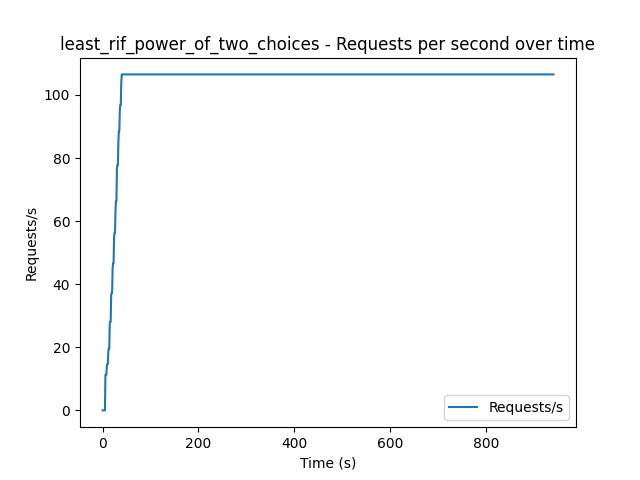 least_rif_power_of_two_choices - Requests per second over time
100
80
60
40
20
0
Requests/s
Requests/s
0 200 400 600 800
Time (s)